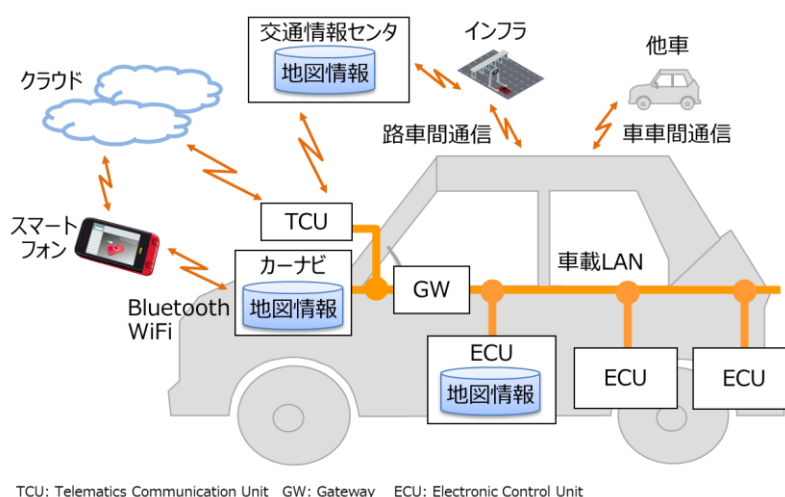 交通情報センタ
地図情報
インフラ
他車
クラウド
路車間通信
車車間通信
スマート
フォン
TCU
カーナビ
地図情報
Bluetooth
WiFi
GW
車載LAN
ECU
地図情報
ECU
ECU
TCU: Telematics Communication Unit GW: Gateway ECU: Electronic Control Unit